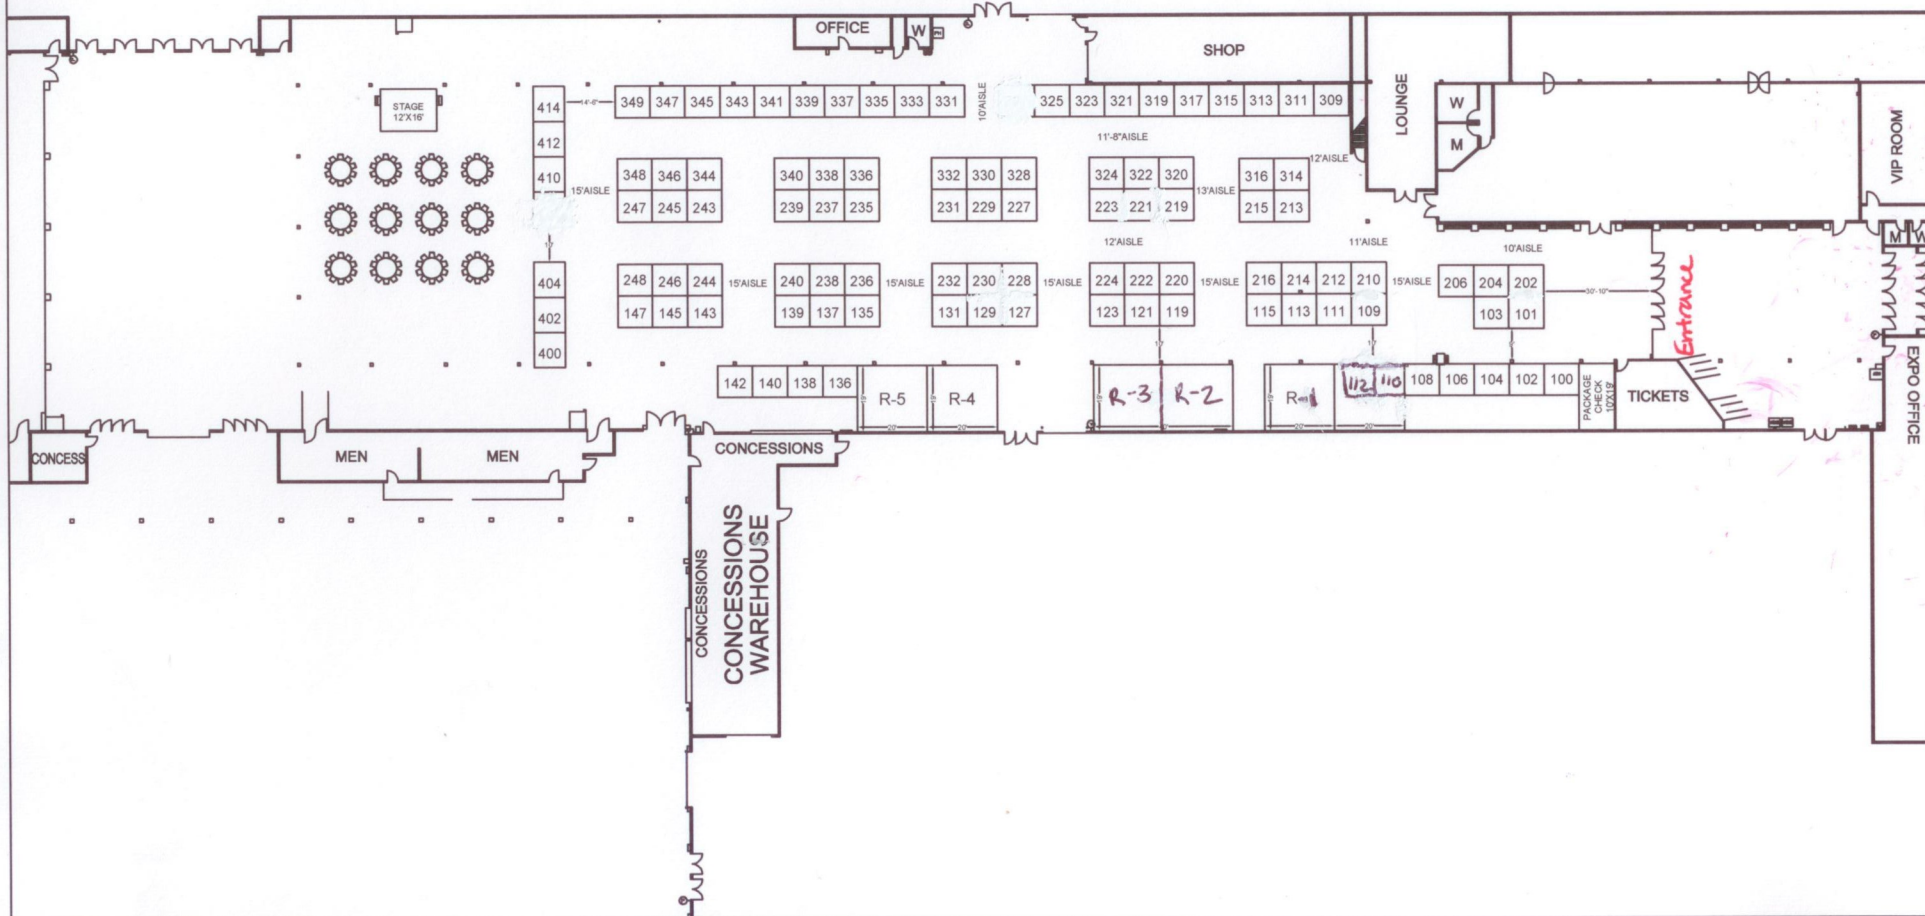 OFFICE
W
SHOP
LOUNGE
STAGE
12'X16'
414
412
410
404
402
400
349 347 345 343 341 339 337 335 333 331
10'AISLE
325 323 321 319 317 315 313 311 309
11'-8"AISLE
12'AISLE
W
M
VIP ROOM
15'AISLE
348 346 344
247 245 243
340 338 336
239 237 235
332 330 328
231 229 227
324 322 320
223 221 219
13'AISLE
316 314
215 213
12'AISLE
11'AISLE
10'AISLE
M W
248 246 244
147 145 143
15'AISLE
240 238 236
139 137 135
15'AISLE
232 230 228
131 129 127
15'AISLE
224 222 220
123 121 119
15'AISLE
216 214 212 210
115 113 111 109
15'AISLE
206 204 202
103 101
30'-10"
Entrance
142 140 138 136
R-5
R-4
R-3
R-2
R-1
112 110 108 106 104 102 100
PACKAGE
CHECK
10'X19'
TICKETS
EXPO OFFICE
CONCESS
MEN
MEN
CONCESSIONS
CONCESSIONS
CONCESSIONS
WAREHOUSE